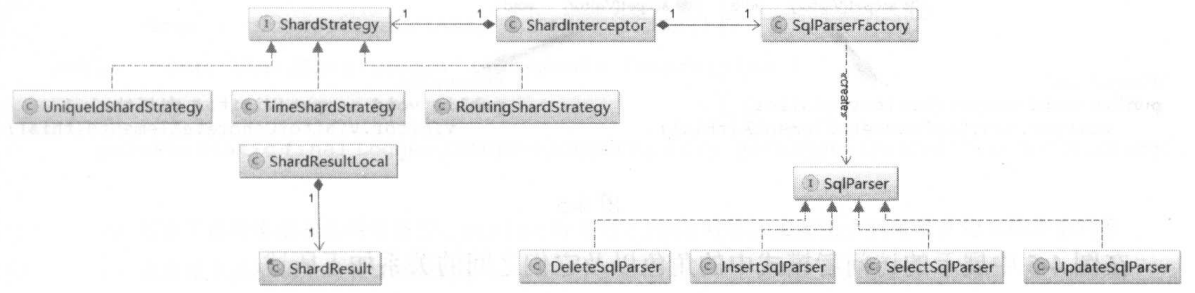 I ShardStrategy
1 1
C ShardInterceptor
1 1
C SqlParserFactory
C UniqueIdShardStrategy
C TimeShardStrategy
C RoutingShardStrategy
«create»
C ShardResultLocal
1
1
C ShardResult
I SqlParser
C DeleteSqlParser
C InsertSqlParser
C SelectSqlParser
C UpdateSqlParser